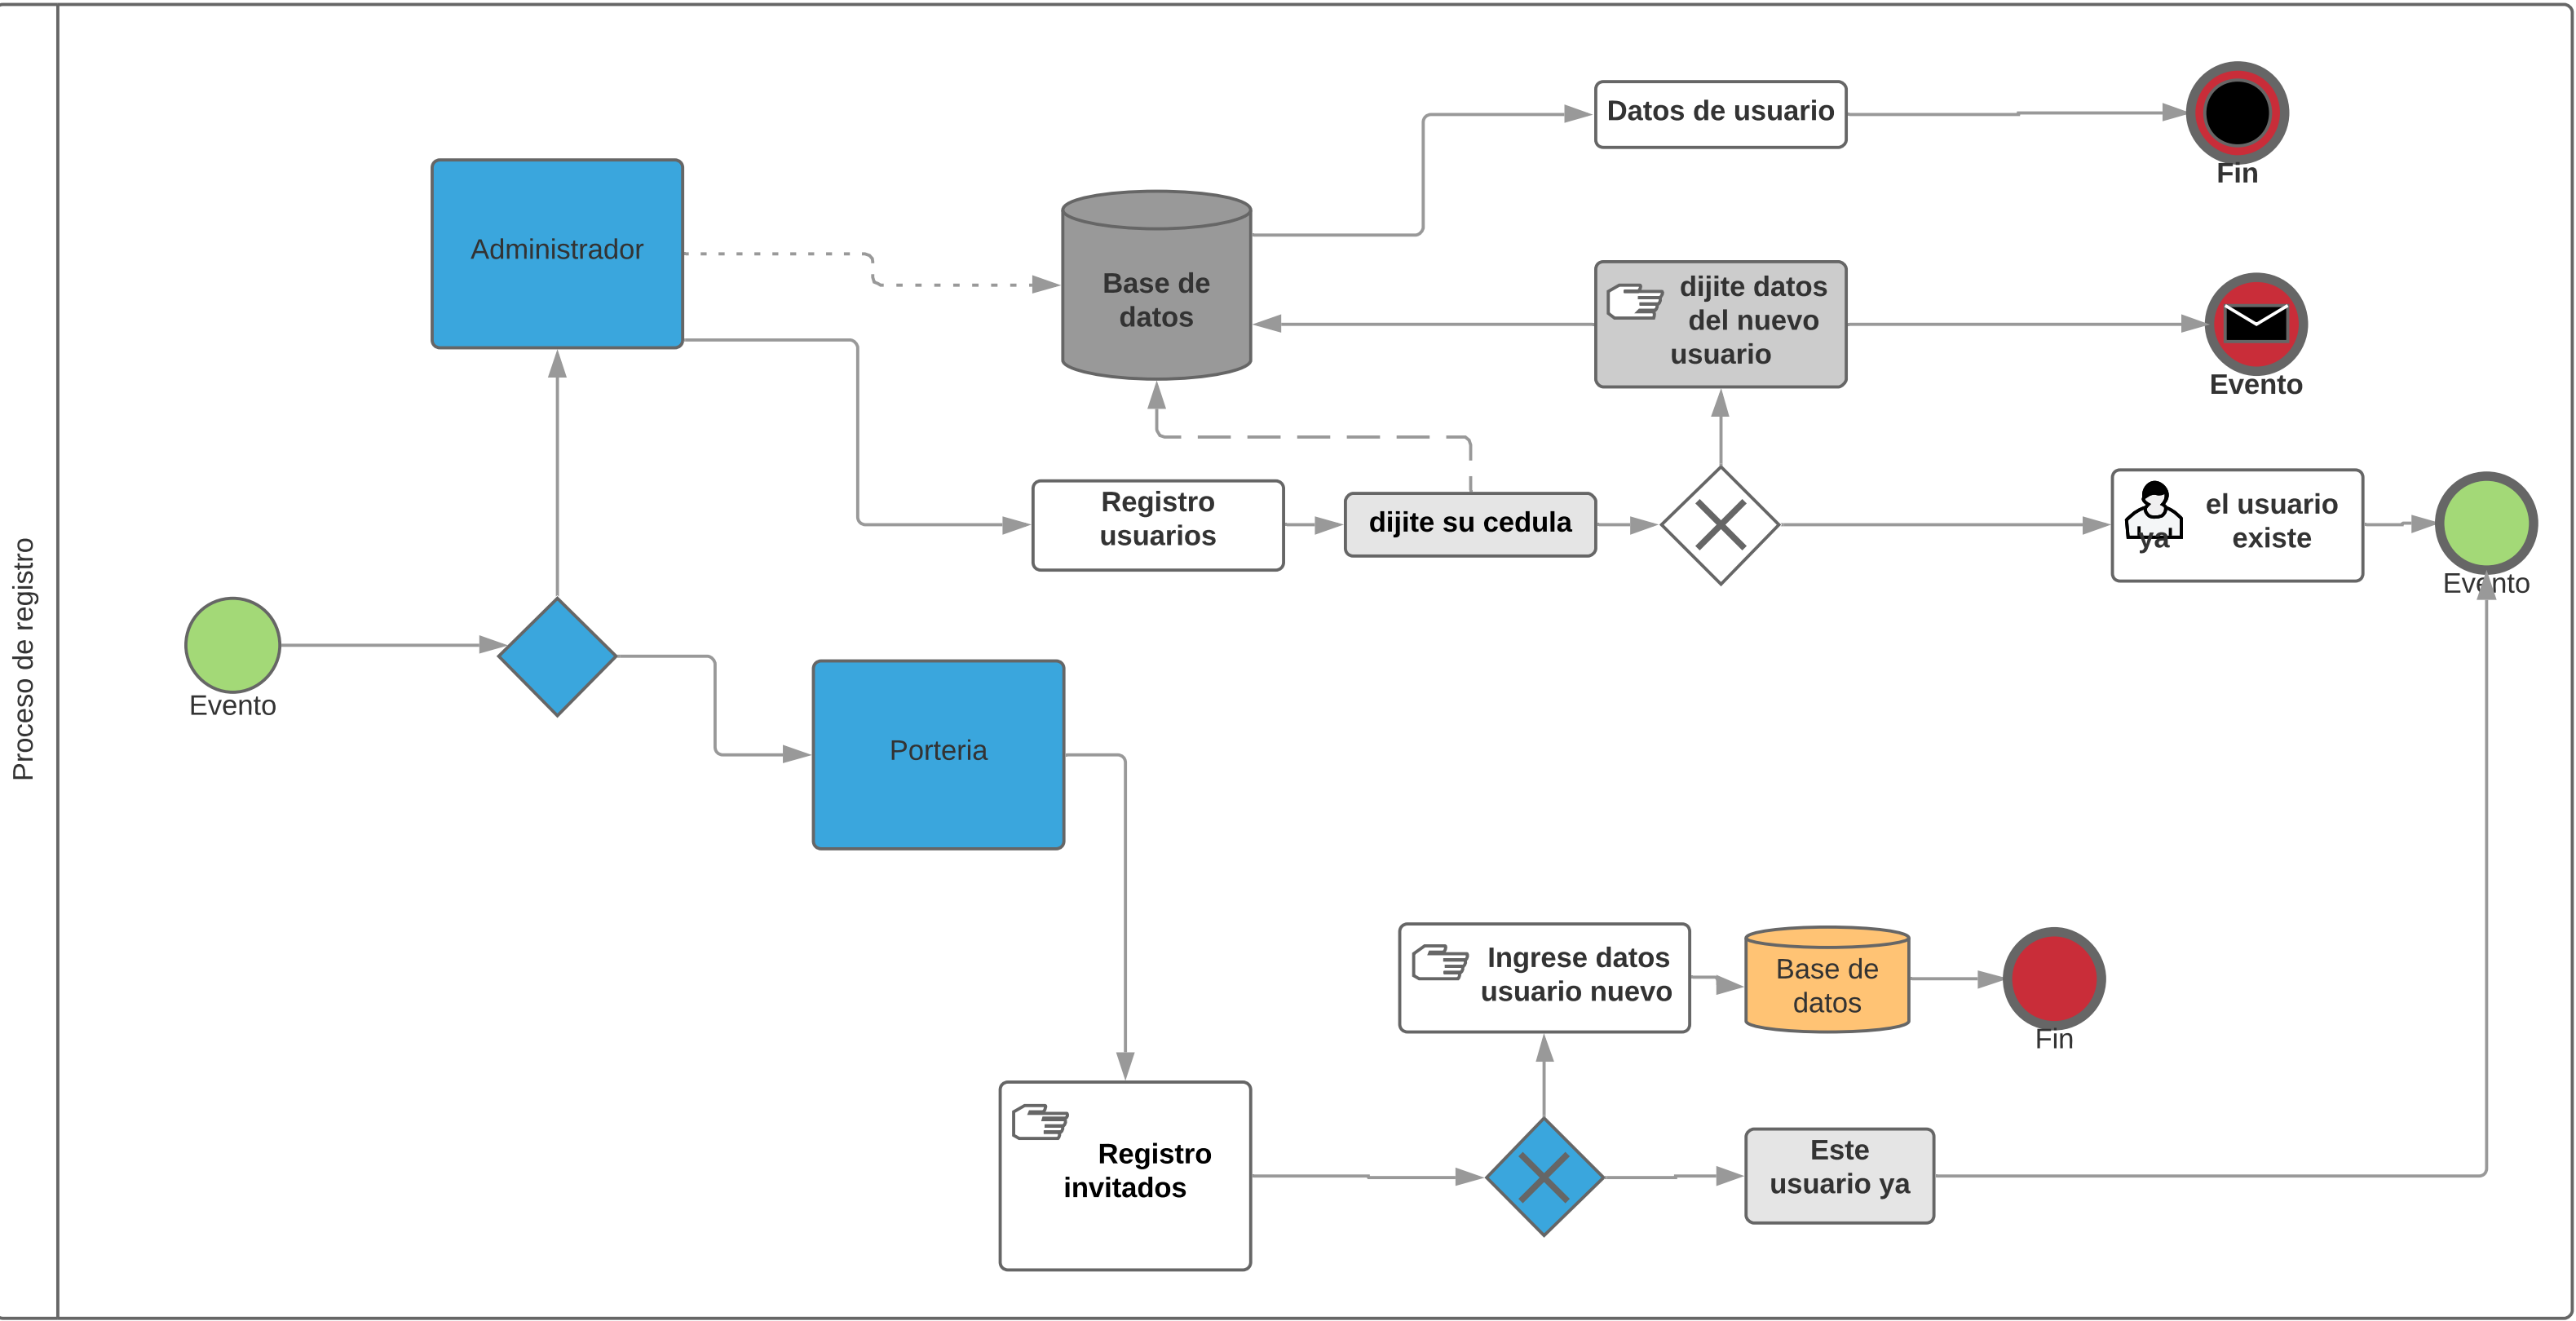 Proceso de registro
Datos de usuario
Fin
Administrador
Base de
datos
dijite datos
del nuevo
usuario
Evento
Registro
usuarios
dijite su cedula
el usuario
ya existe
Evento
Evento
Porteria
Ingrese datos
usuario nuevo
Base de
datos
Fin
Registro
invitados
Este
usuario ya